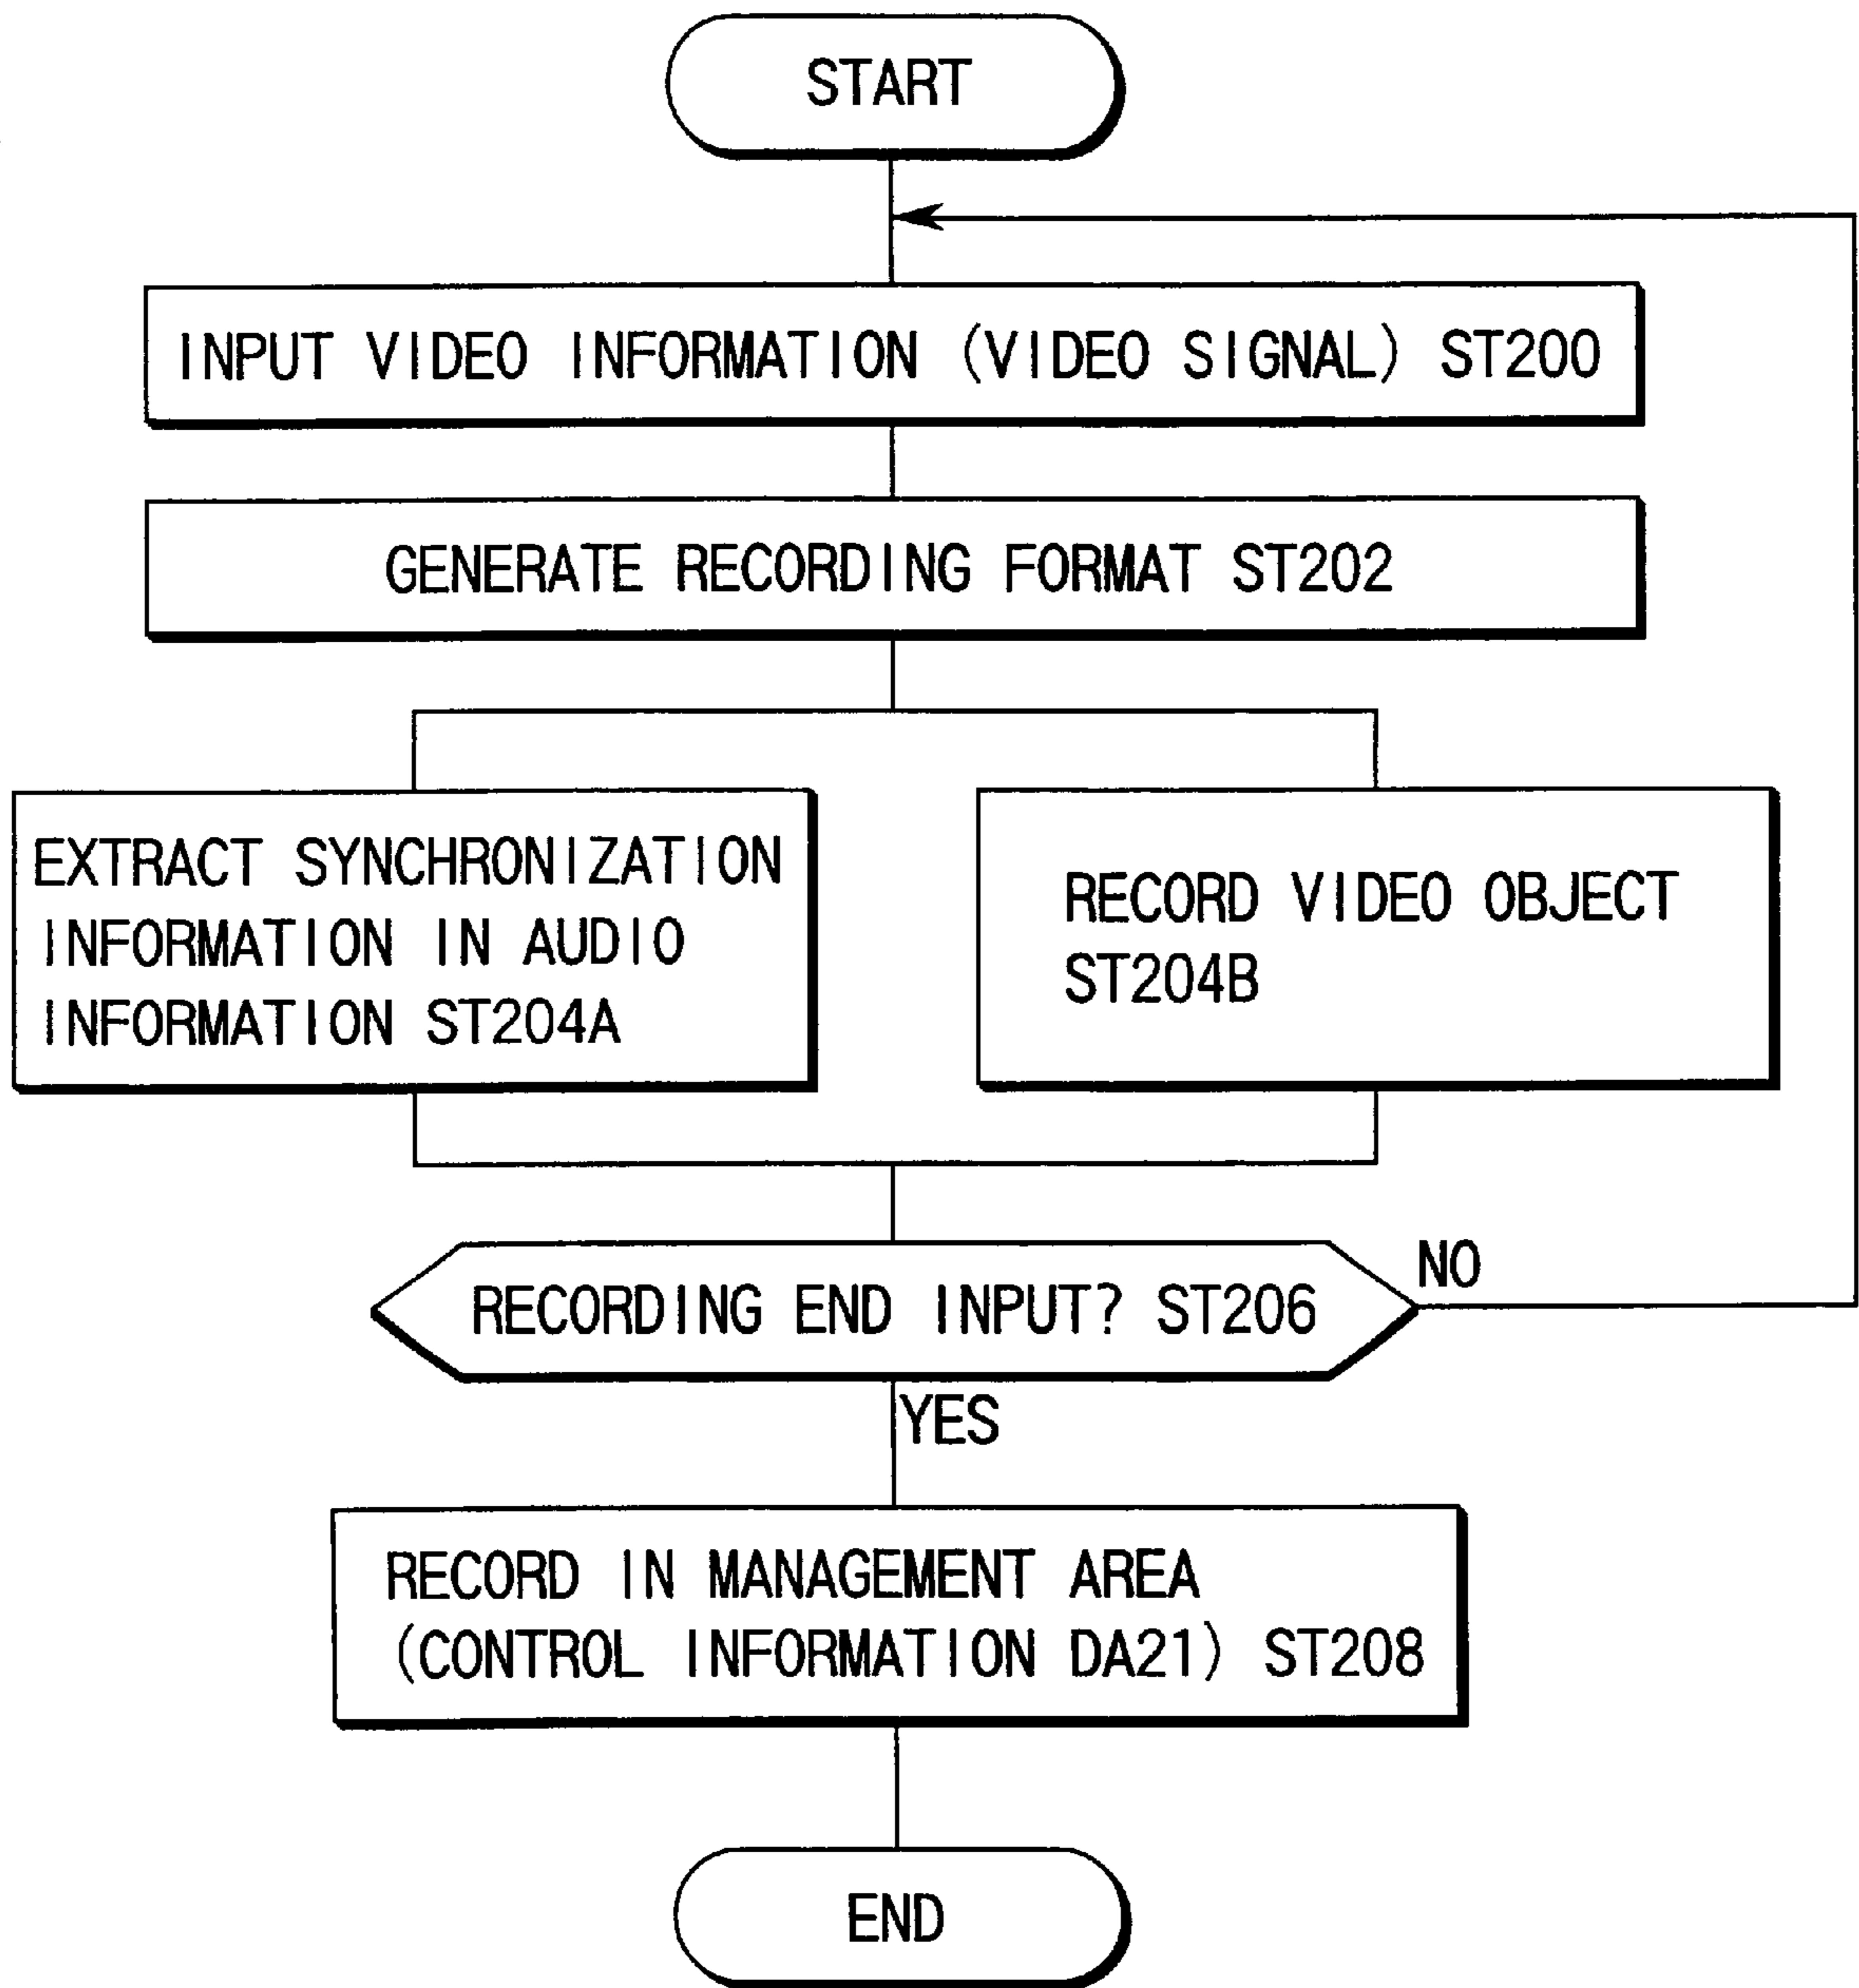 START
INPUT VIDEO INFORMATION (VIDEO SIGNAL) ST200
GENERATE RECORDING FORMAT ST202
EXTRACT SYNCHRONIZATION
INFORMATION IN AUDIO
INFORMATION ST204A
RECORD VIDEO OBJECT
ST204B
RECORDING END INPUT? ST206
NO
YES
RECORD IN MANAGEMENT AREA
(CONTROL INFORMATION DA21) ST208
END